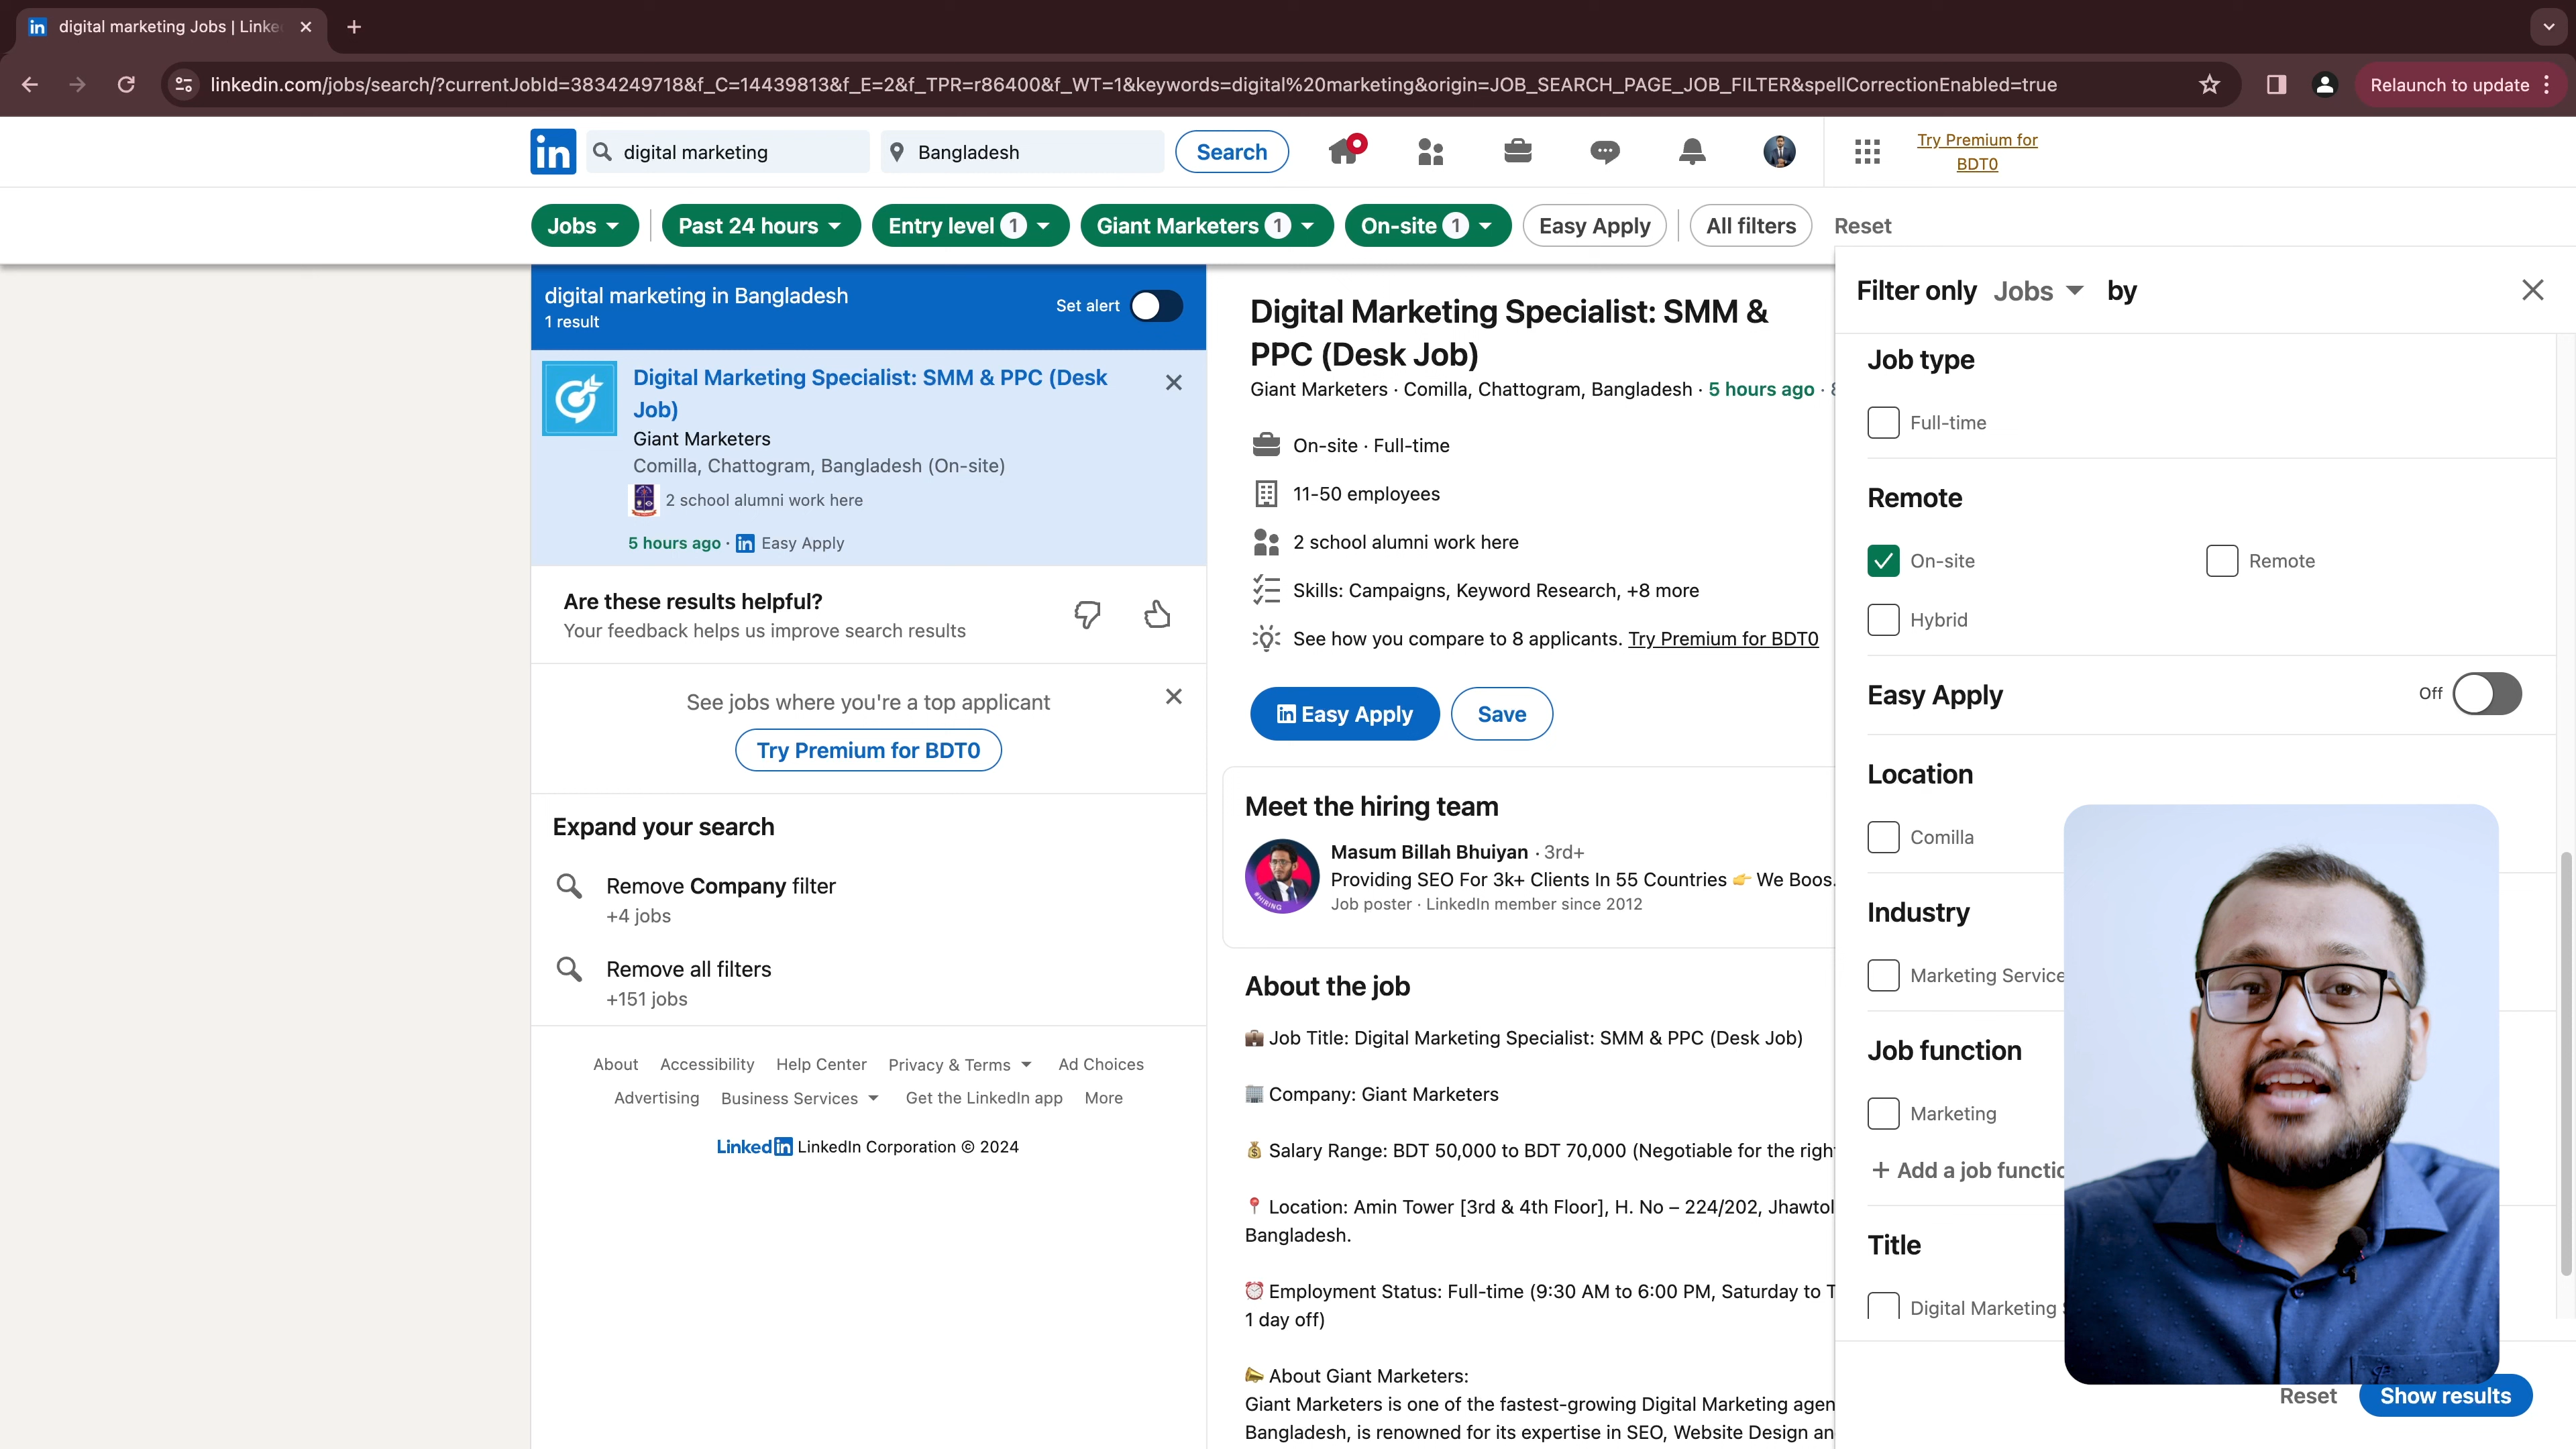 digital marketing Jobs | Linke
linkedin.com/jobs/search/?currentJobId=3834249718&f_C=14439813&f_E=2&f_TPR=r86400&f_WT=1&keywords=digital%20marketing&origin=JOB_SEARCH_PAGE_JOB_FILTER&spellCorrectionEnabled=true
Relaunch to update
in digital marketing Bangladesh Search
Try Premium for
BDT0
Jobs Past 24 hours Entry level 1 Giant Marketers 1 On-site 1 Easy Apply All filters Reset
digital marketing in Bangladesh
1 result
Set alert
Digital Marketing Specialist: SMM & PPC (Desk
Job)
Giant Marketers
Comilla, Chattogram, Bangladesh (On-site)
2 school alumni work here
5 hours ago · in Easy Apply
Are these results helpful?
Your feedback helps us improve search results
See jobs where you're a top applicant
Try Premium for BDT0
Expand your search
Remove Company filter
+4 jobs
Remove all filters
+151 jobs
About Accessibility Help Center Privacy & Terms Ad Choices
Advertising Business Services Get the LinkedIn app More
Linkedin LinkedIn Corporation © 2024
Digital Marketing Specialist: SMM &
PPC (Desk Job)
Giant Marketers · Comilla, Chattogram, Bangladesh · 5 hours ago ·
On-site · Full-time
11-50 employees
2 school alumni work here
Skills: Campaigns, Keyword Research, +8 more
See how you compare to 8 applicants. Try Premium for BDT0
in Easy Apply Save
Meet the hiring team
Masum Billah Bhuiyan · 3rd+
Providing SEO For 3k+ Clients In 55 Countries 👉 We Boos.
Job poster · LinkedIn member since 2012
#HIRING
About the job
💼 Job Title: Digital Marketing Specialist: SMM & PPC (Desk Job)
🏢 Company: Giant Marketers
💰 Salary Range: BDT 50,000 to BDT 70,000 (Negotiable for the righ
📍 Location: Amin Tower [3rd & 4th Floor], H. No – 224/202, Jhawtol
Bangladesh.
⏰ Employment Status: Full-time (9:30 AM to 6:00 PM, Saturday to T
1 day off)
📣 About Giant Marketers:
Giant Marketers is one of the fastest-growing Digital Marketing agen
Bangladesh, is renowned for its expertise in SEO, Website Design an
Filter only Jobs by
Job type
Full-time
Remote
On-site Remote
Hybrid
Easy Apply Off
Location
Comilla
Industry
Marketing Service
Job function
Marketing
+ Add a job functio
Title
Digital Marketing
Reset Show results